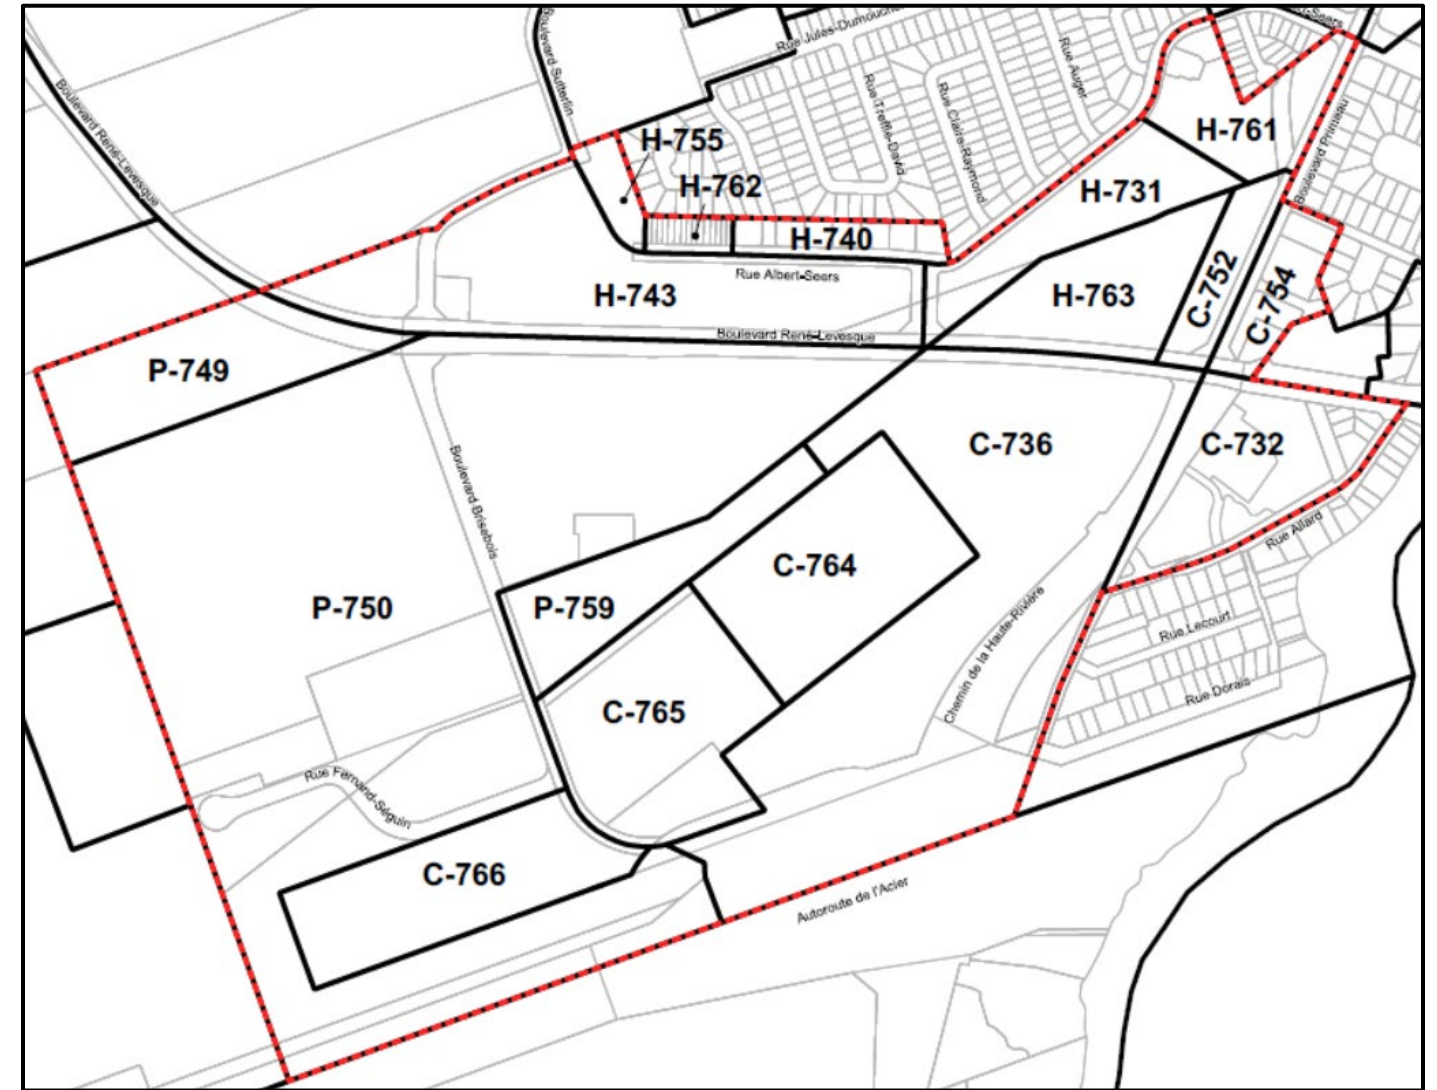 Rue Jules-Dumouchel
Boulevard Sutterlin
Rue Auger
Boulevard René-Levesque
Rue Treffle-David
Rue Claire-Raymond
Boulevard Primeau
H-755
H-761
H-762
H-731
H-740
Rue Albert-Seers
H-743
H-763
C-752
C-754
Boulevard René-Levesque
P-749
C-736
C-732
Boulevard Brisebois
Rue Allard
C-764
P-750
P-759
Chemin de la Haute-Rivière
Rue Lecourt
Rue Dorais
C-765
Rue Fernand-Séguin
C-766
Autoroute de l'Acier